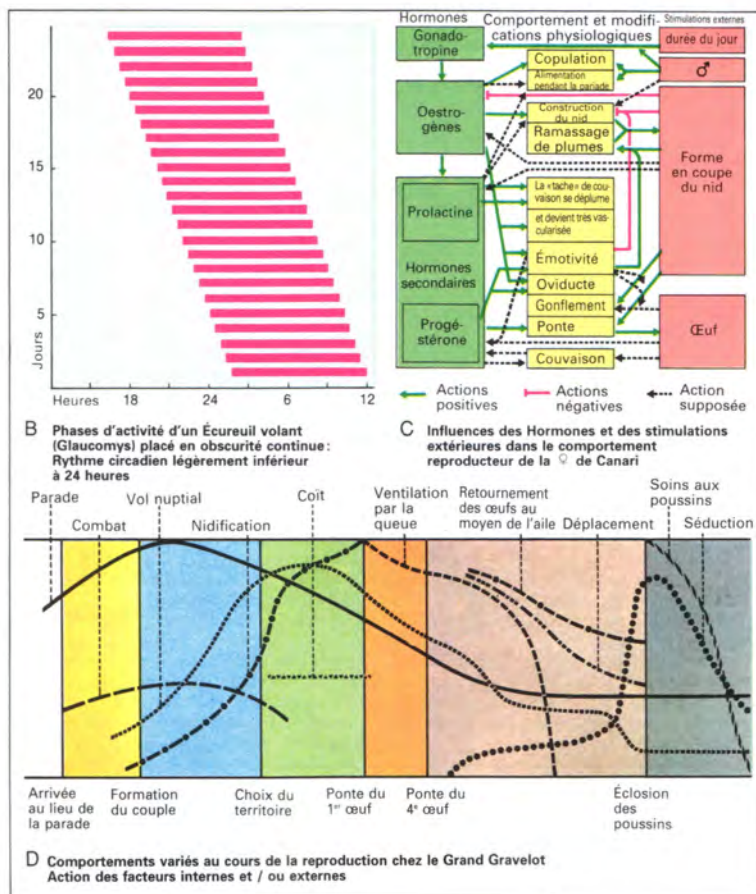 20
15
10
5
Jours
Heures
18
24
6
12
B Phases d'activité d'un Écureuil volant
(Glaucomys) placé en obscurité continue:
Rythme circadien légèrement inférieur
à 24 heures
Hormones
Comportement et modifi-
cations physiologiques
Stimulations externes
Gonado-
tropine
Oestro-
gènes
Prolactine
Hormones
secondaires
Progé-
stérone
Copulation
Alimentation
pendant la pariade
Construction
du nid
Ramassage
de plumes
La «tache» de cou-
vaison se déplume
et devient très vas-
cularisée
Émotivité
Oviducte
Gonflement
Ponte
Couvaison
durée du jour
♂
Forme
en coupe
du nid
Œuf
Actions
positives
Actions
négatives
Action
supposée
C Influences des Hormones et des stimulations
extérieures dans le comportement
reproducteur de la ♀ de Canari
Parade
Combat
Vol nuptial
Nidification
Coït
Ventilation
par la
queue
Retournement
des œufs au
moyen de l'aile
Déplacement
Soins aux
poussins
Séduction
Arrivée
au lieu de
la parade
Formation
du couple
Choix du
territoire
Ponte du
1er œuf
Ponte du
4e œuf
Éclosion
des
poussins
D Comportements variés au cours de la reproduction chez le Grand Gravelot
Action des facteurs internes et / ou externes